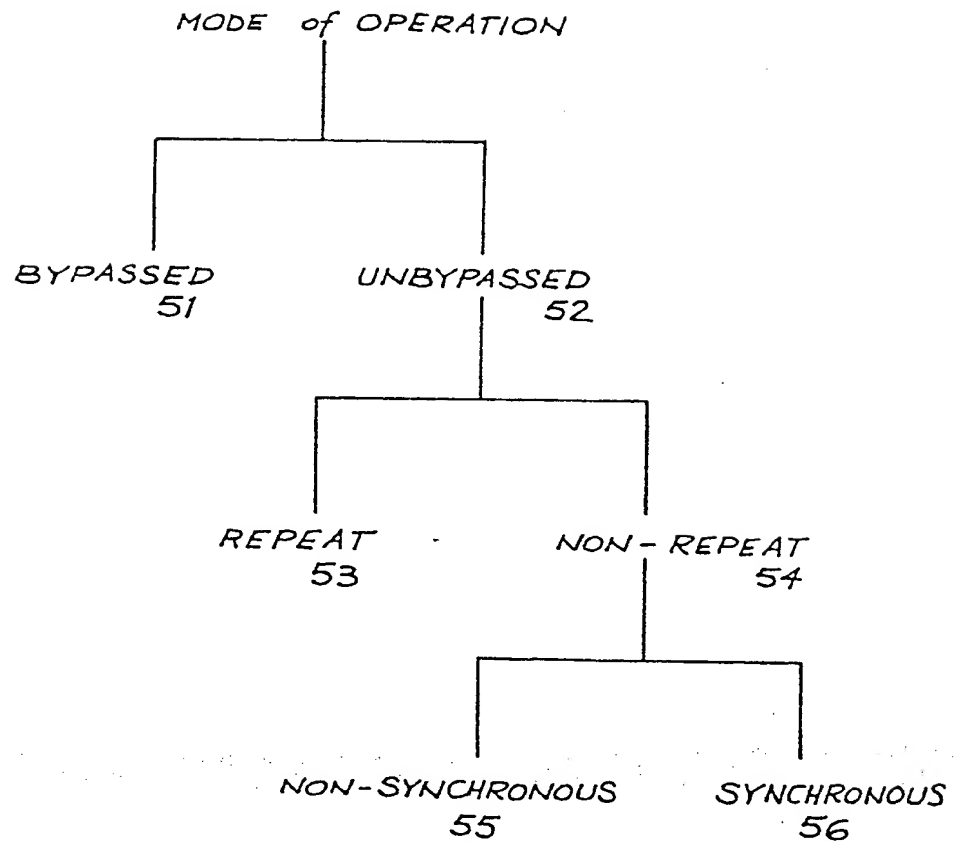 MODE of OPERATION
BYPASSED
51
UNBYPASSED
52
REPEAT
53
NON-REPEAT
54
NON-SYNCHRONOUS
55
SYNCHRONOUS
56